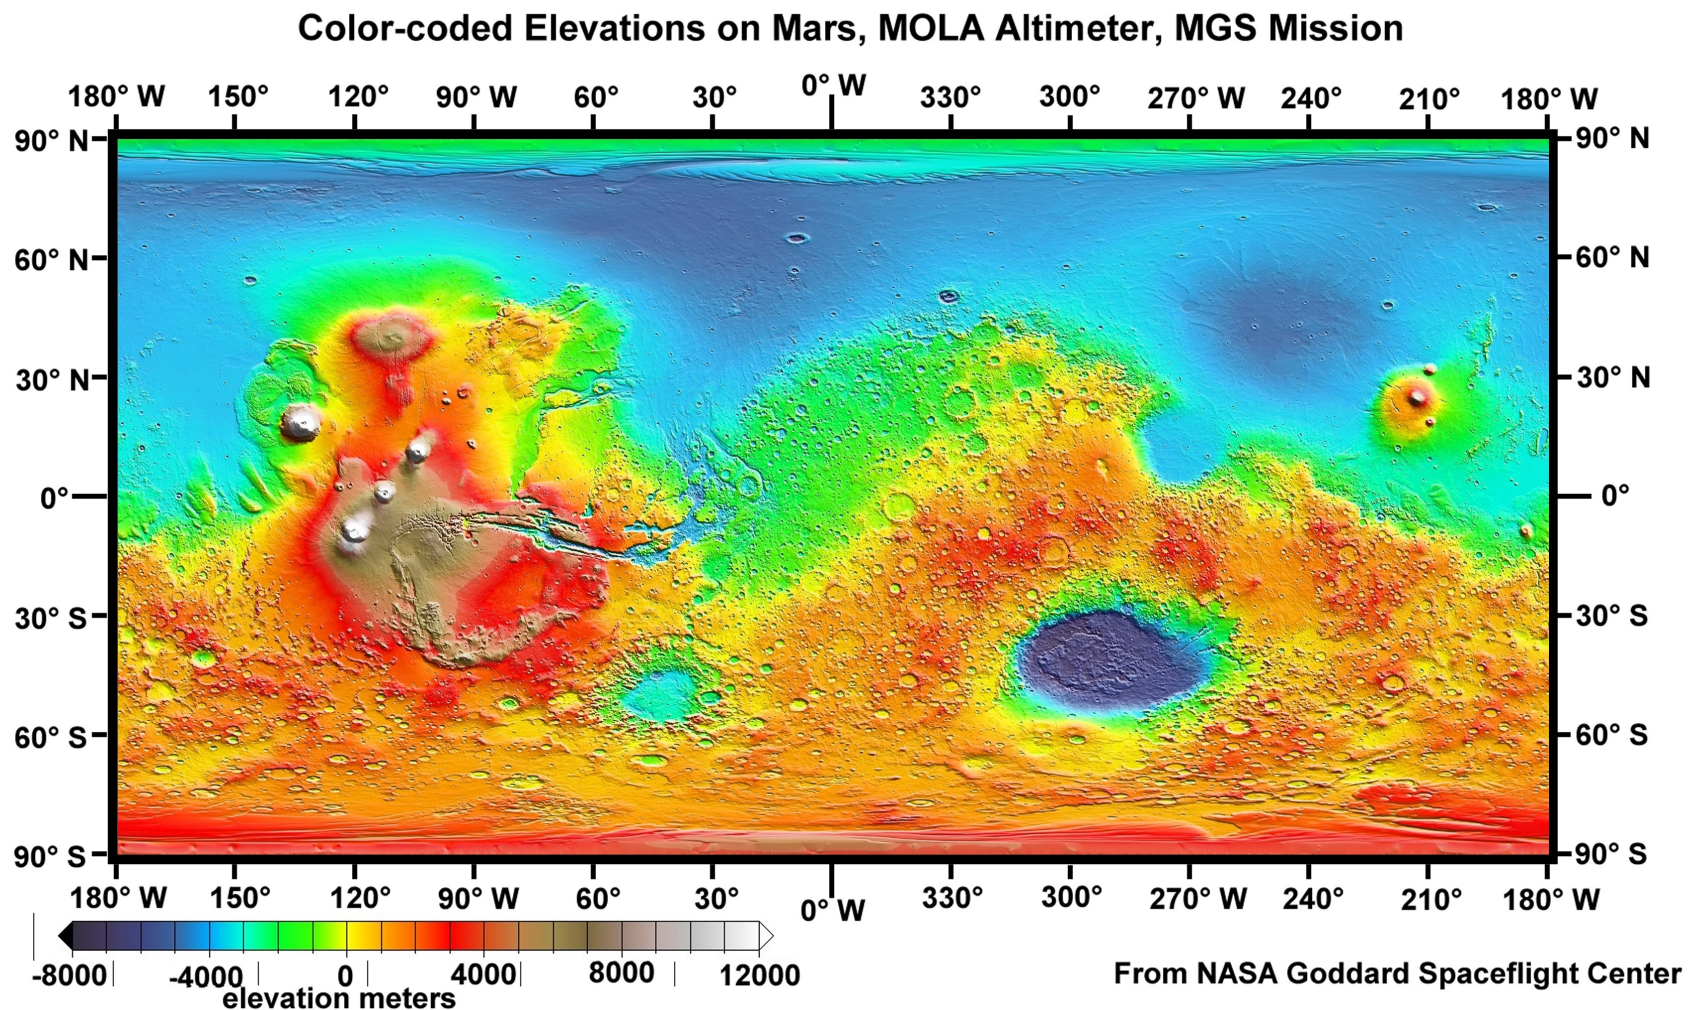 Color-coded Elevations on Mars, MOLA Altimeter, MGS Mission
180° W 150° 120° 90° W 60° 30° 0° W 330° 300° 270° W 240° 210° 180° W
90° N 90° N
60° N 60° N
30° N 30° N
0° 0°
30° S 30° S
60° S 60° S
90° S 90° S
180° W 150° 120° 90° W 60° 30° 0° W 330° 300° 270° W 240° 210° 180° W
-8000 -4000 0 4000 8000 12000
elevation meters
From NASA Goddard Spaceflight Center